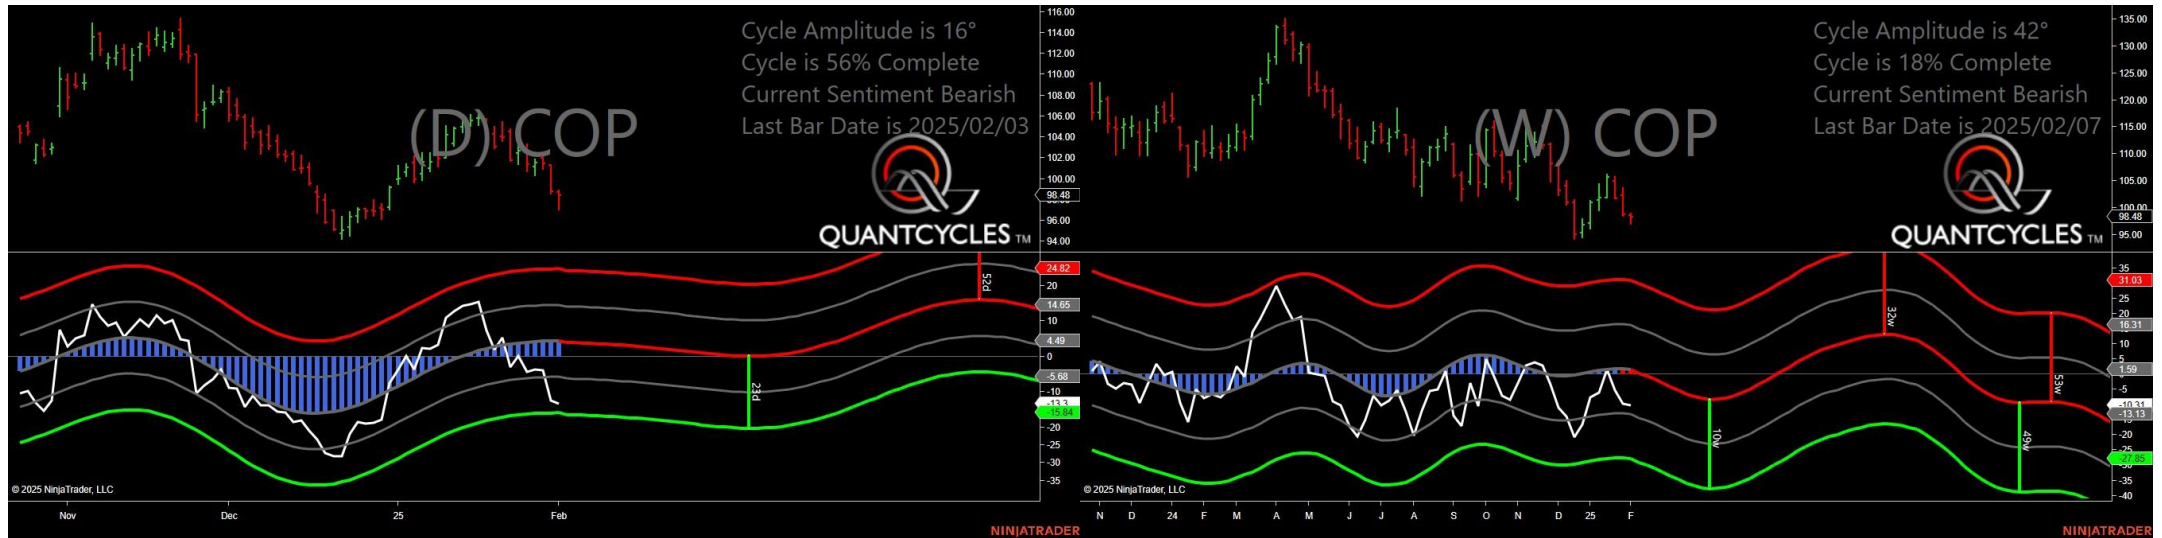 Cycle Amplitude is 16°
Cycle is 56% Complete
Current Sentiment Bearish
Last Bar Date is 2025/02/03
(D) COP
QUANTCYCLES TM
116.00
114.00
112.00
110.00
108.00
106.00
104.00
102.00
100.00
98.48
96.00
94.00
24.82
20
14.65
10
4.49
0
-5.68
-10
-13.3
-15.84
-20
-25
-30
-35
23d
52d
© 2025 NinjaTrader, LLC
Nov Dec 25 Feb
NINJATRADER
Cycle Amplitude is 42°
Cycle is 18% Complete
Current Sentiment Bearish
Last Bar Date is 2025/02/07
(W) COP
QUANTCYCLES TM
135.00
130.00
125.00
120.00
115.00
110.00
105.00
100.00
98.48
95.00
35
31.03
25
20
16.31
10
5
1.59
-5
-10.31
-13.13
-20
-25
-27.85
-35
-40
10w
32w
49w
53w
© 2025 NinjaTrader, LLC
N D 24 F M A M J J A S O N D 25 F
NINJATRADER